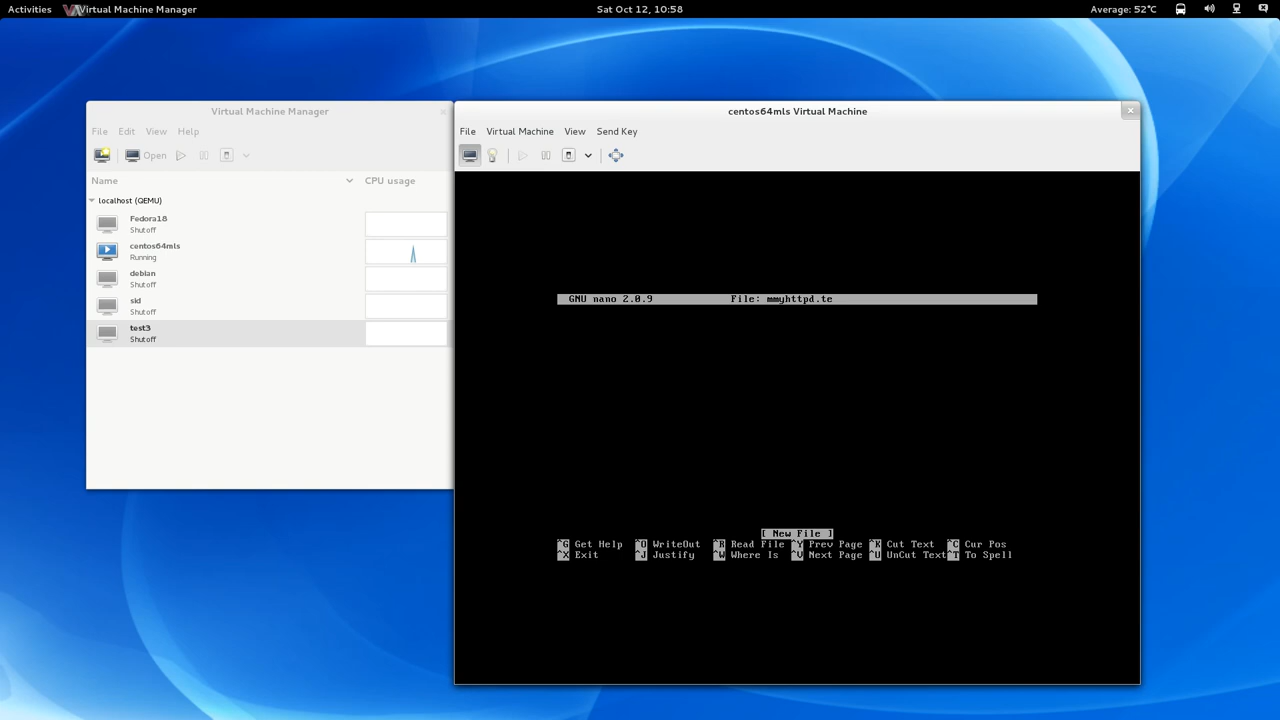 Activities Virtual Machine Manager Sat Oct 12, 10:58 Average: 52°C
Virtual Machine Manager
File Edit View Help
Open
Name CPU usage
localhost (QEMU)
Fedora18
Shutoff
centos64mls
Running
debian
Shutoff
sid
Shutoff
test3
Shutoff
centos64mls Virtual Machine
File Virtual Machine View Send Key
GNU nano 2.0.9 File: mmyhttpd.te
[ New File ]
^G Get Help ^O WriteOut ^R Read File ^Y Prev Page ^K Cut Text ^C Cur Pos
^X Exit ^J Justify ^W Where Is ^V Next Page ^U UnCut Text ^T To Spell